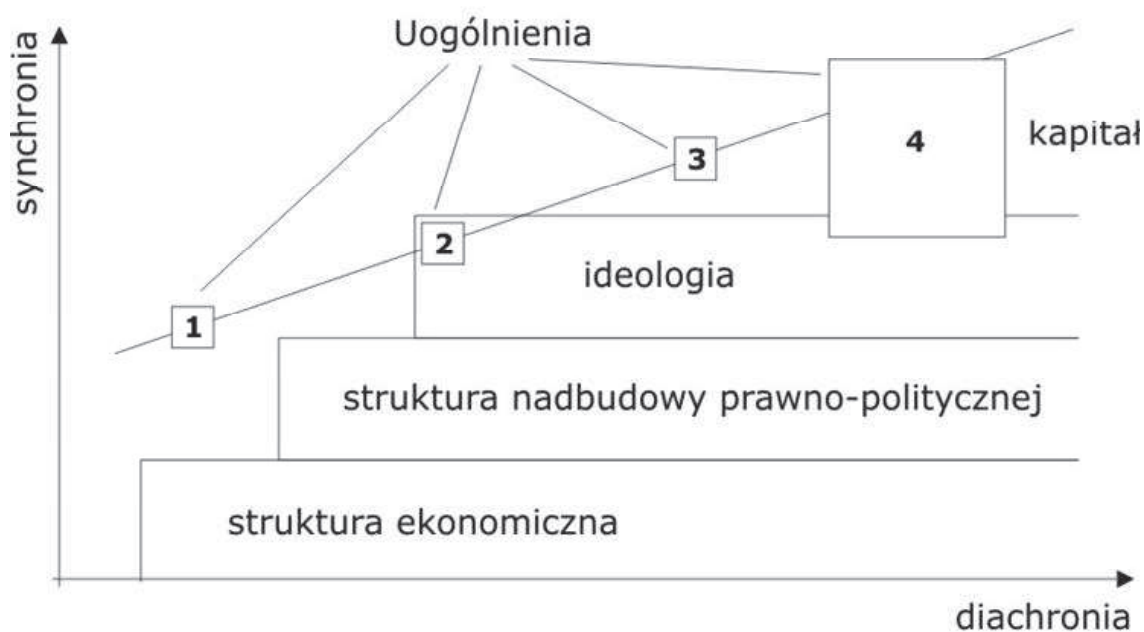 synchronia
Uogólnienia
4
kapitał
3
2
ideologia
1
struktura nadbudowy prawno-politycznej
struktura ekonomiczna
diachronia